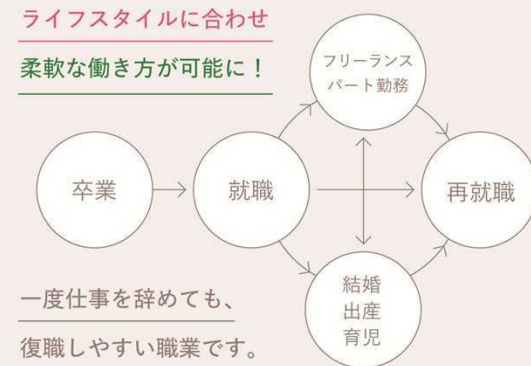 ライフスタイルに合わせ
柔軟な働き方が可能に！
フリーランス
パート勤務
卒業
就職
再就職
結婚
出産
育児
一度仕事を辞めても、
復職しやすい職業です。